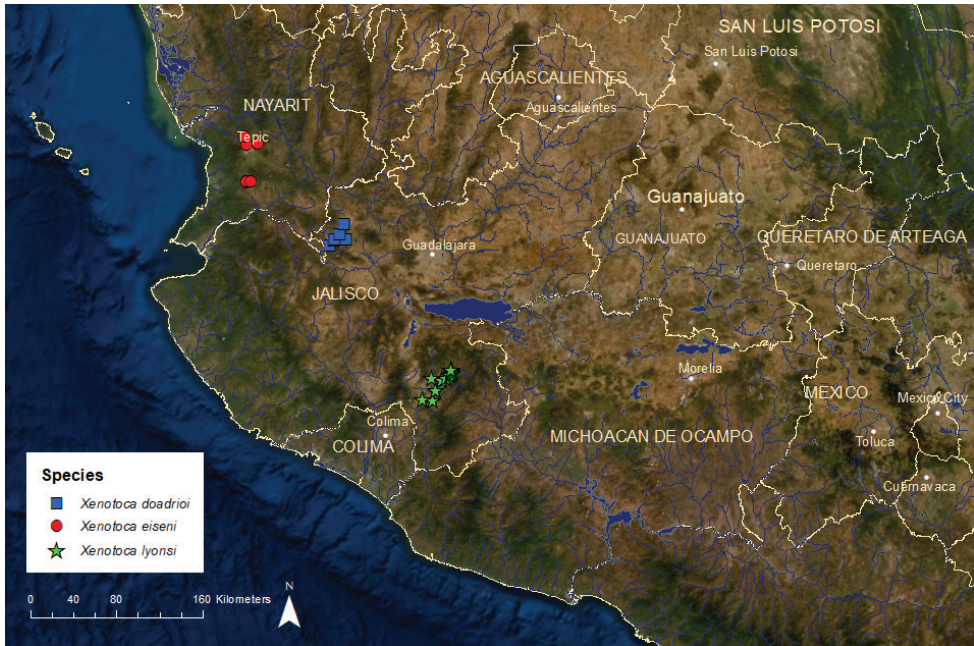 SAN LUIS POTOSI
San Luis Potosi
AGUASCALIENTES
Aguascalientes
NAYARIT
Tepic
Guanajuato
GUANAJUATO
QUERETARO DE ARTEAGA
Queretaro
Guadalajara
JALISCO
Morelia
MEXICO
Mexico City
Colima
COLIMA
MICHOACAN DE OCAMPO
Toluca
Cuernavaca
Species
Xenotoca doadrioi
Xenotoca eiseni
Xenotoca lyonsi
0 40 80 160 Kilometers
N